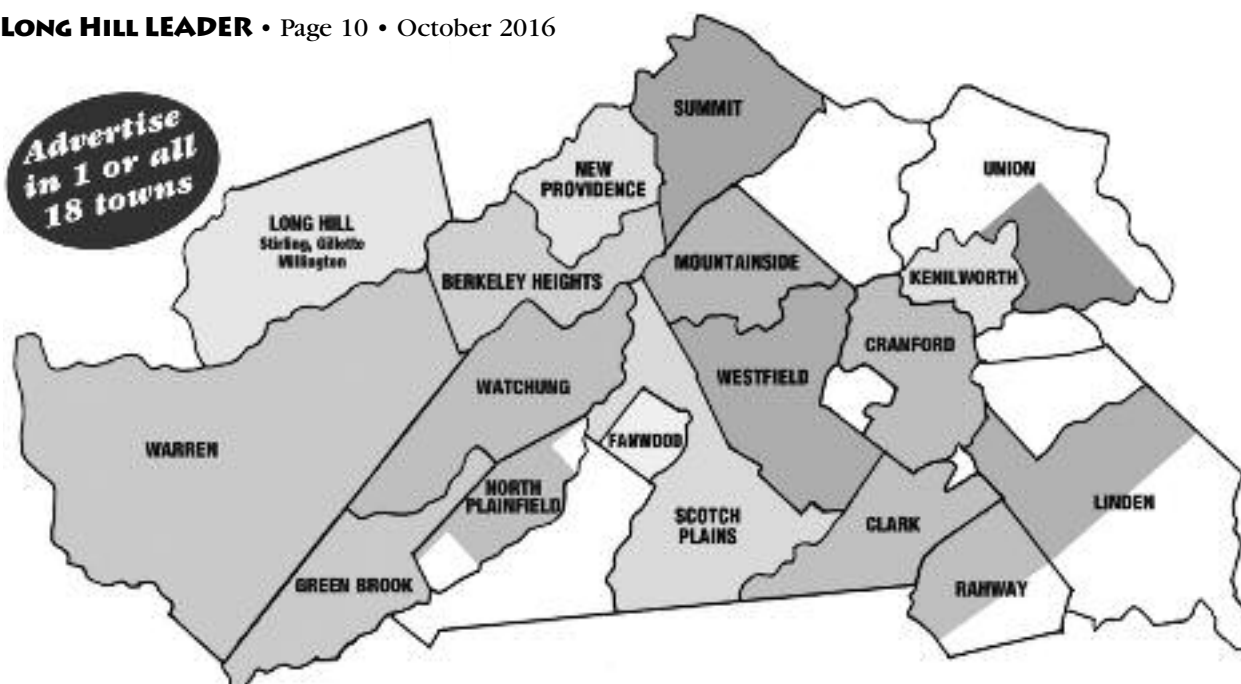 LONG HILL LEADER • Page 10 • October 2016
Advertise
in 1 or all
18 towns
SUMMIT
NEW
PROVIDENCE
UNION
LONG HILL
Stirling, Gillette
Millington
BERKELEY HEIGHTS
MOUNTAINSIDE
KENILWORTH
CRANFORD
WATCHUNG
WESTFIELD
WARREN
FANWOOD
NORTH
PLAINFIELD
SCOTCH
PLAINS
CLARK
LINDEN
GREEN BROOK
RAHWAY